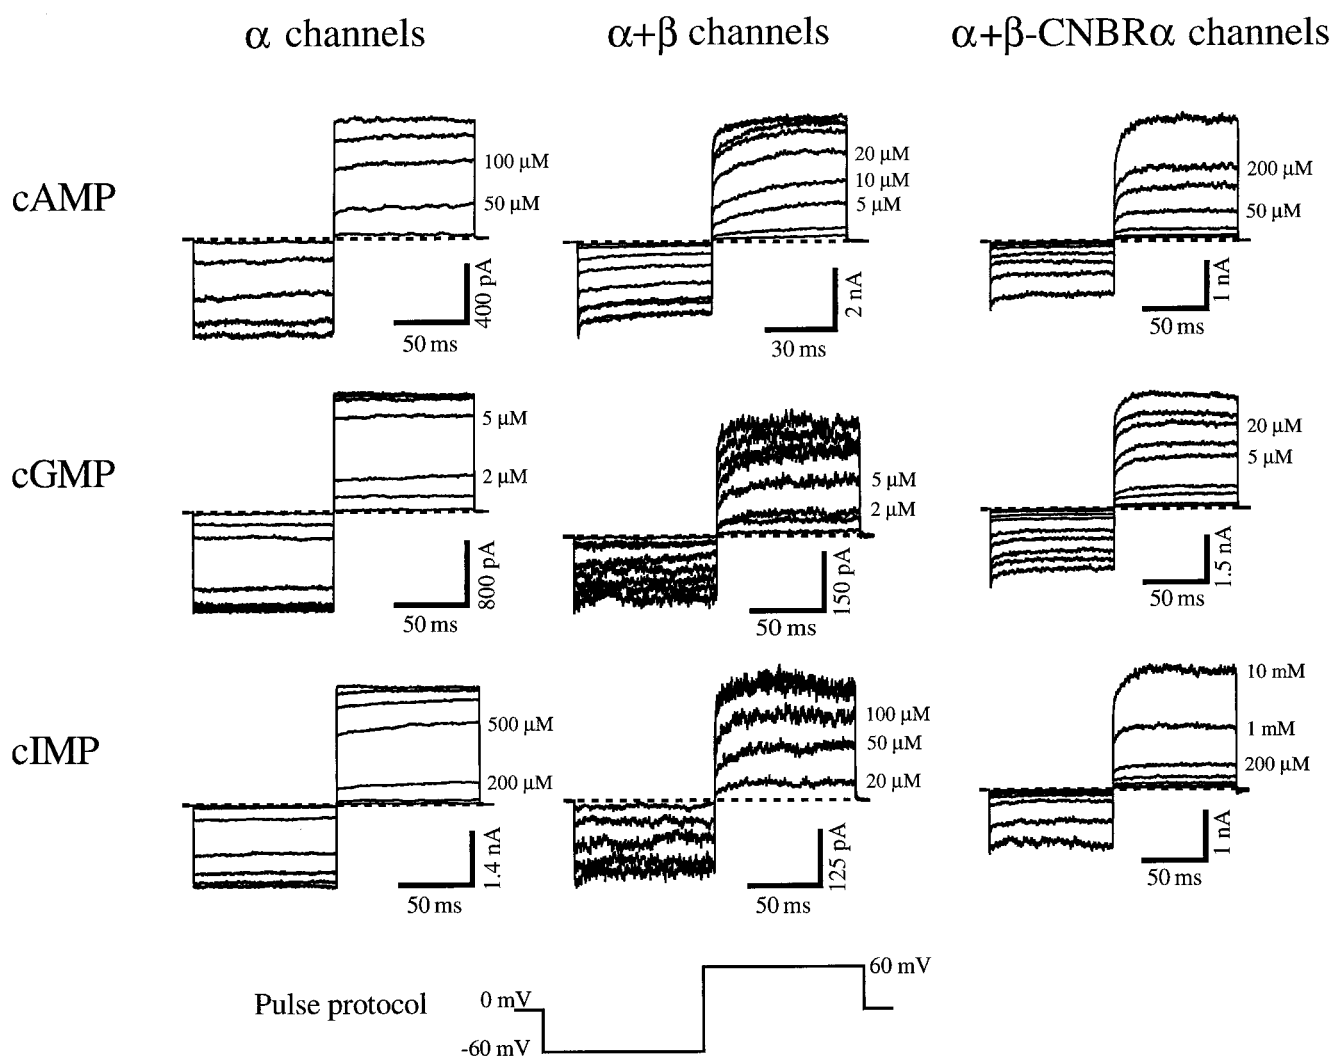 α channels
α+β channels
α+β-CNBRα channels
cAMP
100 μM
50 μM
400 pA
50 ms
20 μM
10 μM
5 μM
2 nA
30 ms
200 μM
50 μM
1 nA
50 ms
cGMP
5 μM
2 μM
800 pA
50 ms
5 μM
2 μM
150 pA
50 ms
20 μM
5 μM
1.5 nA
50 ms
cIMP
500 μM
200 μM
1.4 nA
50 ms
100 μM
50 μM
20 μM
125 pA
50 ms
10 mM
1 mM
200 μM
1 nA
50 ms
Pulse protocol
0 mV
60 mV
-60 mV